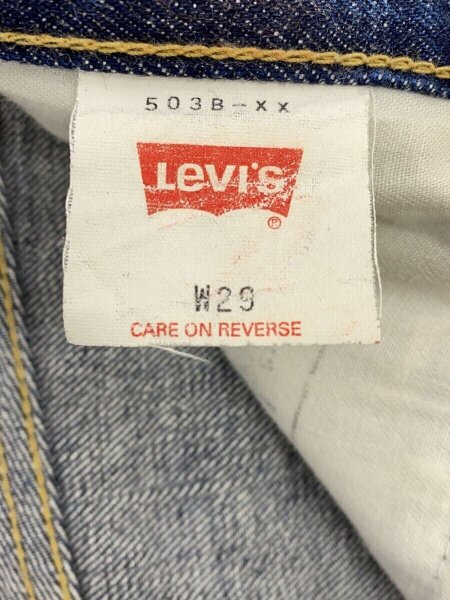 503B-XX
Levi's
Ⓟ
W29
CARE ON REVERSE